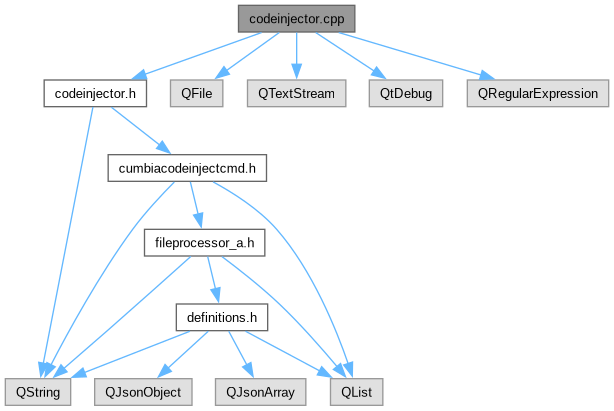 codeinjector.cpp
codeinjector.h
QFile
QTextStream
QtDebug
QRegularExpression
cumbiacodeinjectcmd.h
fileprocessor_a.h
definitions.h
QString
QJsonObject
QJsonArray
QList